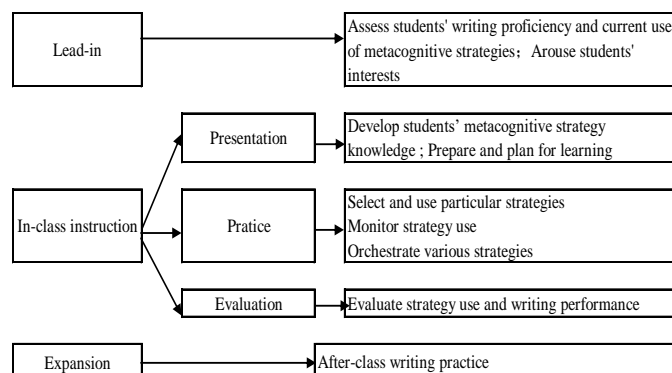 Lead-in
Assess students' writing proficiency and current use
of metacognitive strategies; Arouse students'
interests
In-class instruction
Presentation
Develop students’ metacognitive strategy
knowledge ; Prepare and plan for learning
Pratice
Select and use particular strategies
Monitor strategy use
Orchestrate various strategies
Evaluation
Evaluate strategy use and writing performance
Expansion
After-class writing practice